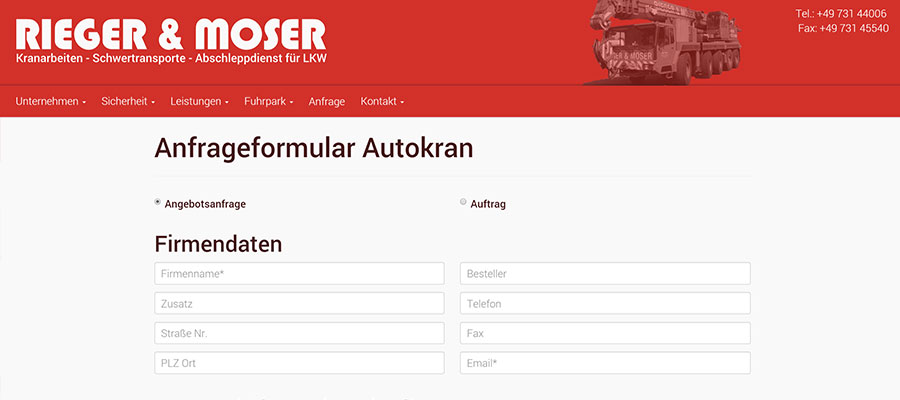 RIEGER & MOSER
Kranarbeiten - Schwertransporte - Abschleppdienst für LKW
Tel.: +49 731 44006
Fax: +49 731 45540
Unternehmen Sicherheit Leistungen Fuhrpark Anfrage Kontakt
Anfrageformular Autokran
Angebotsanfrage Auftrag
Firmendaten
Firmenname* Besteller
Zusatz Telefon
Straße Nr. Fax
PLZ Ort Email*